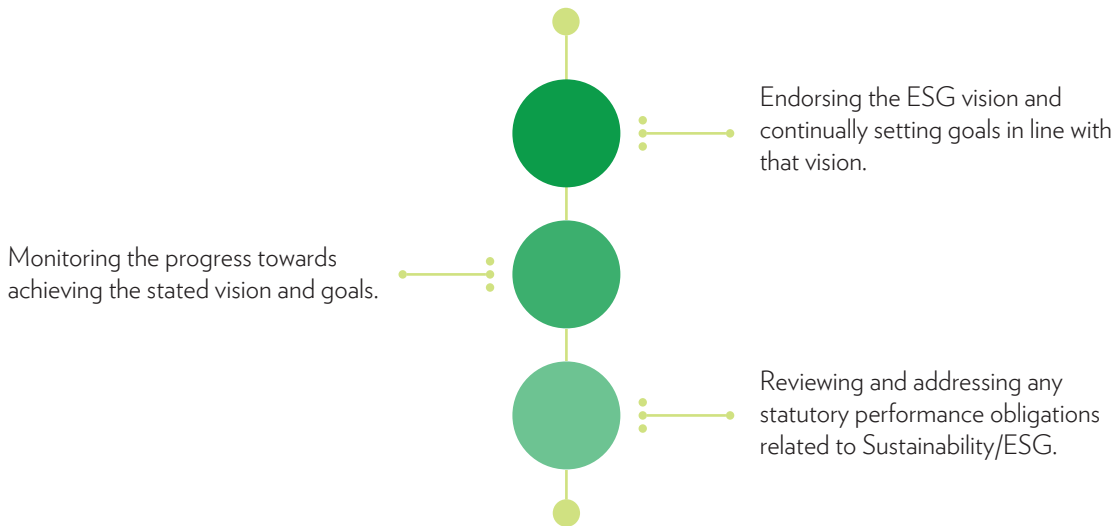 Endorsing the ESG vision and
continually setting goals in line with
that vision.
Monitoring the progress towards
achieving the stated vision and goals.
Reviewing and addressing any
statutory performance obligations
related to Sustainability/ESG.